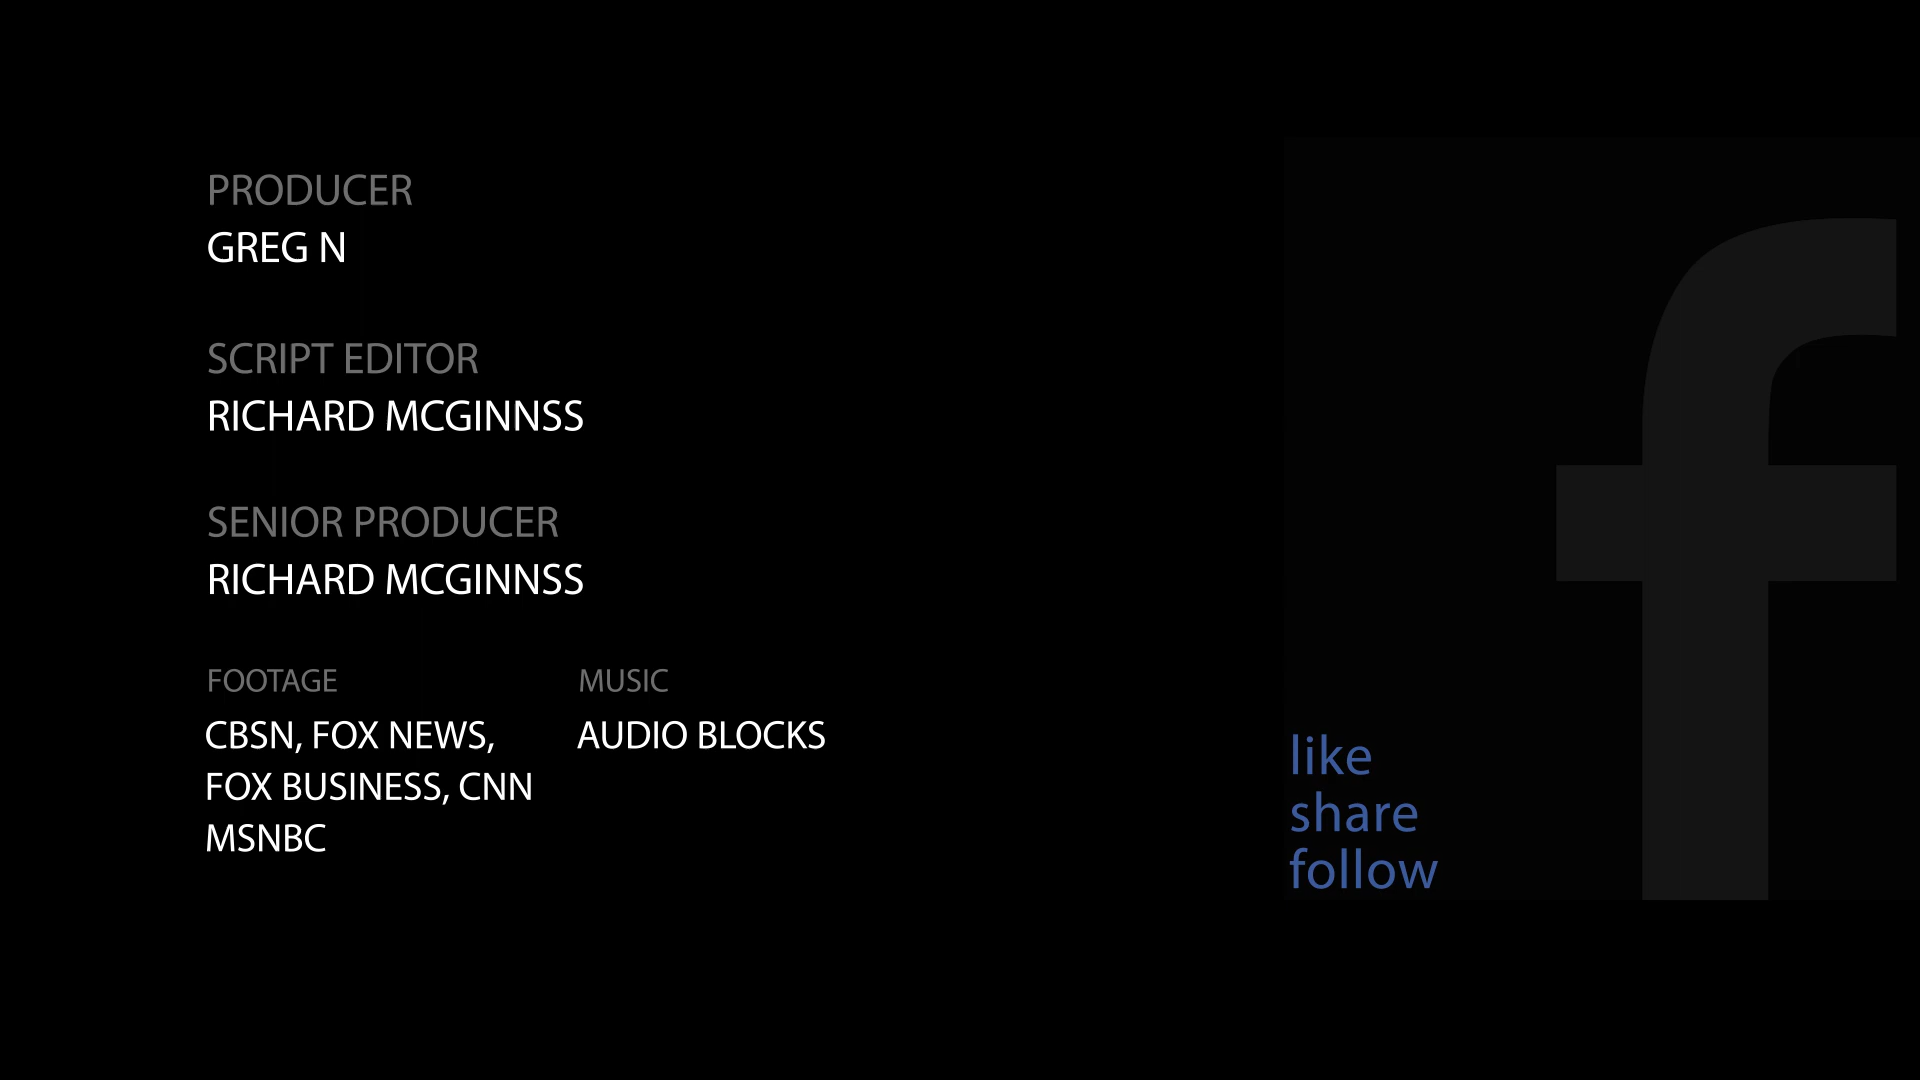 PRODUCER
GREG N
SCRIPT EDITOR
RICHARD MCGINNSS
SENIOR PRODUCER
RICHARD MCGINNSS
FOOTAGE
CBSN, FOX NEWS,
FOX BUSINESS, CNN
MSNBC
MUSIC
AUDIO BLOCKS
like
share
follow
f